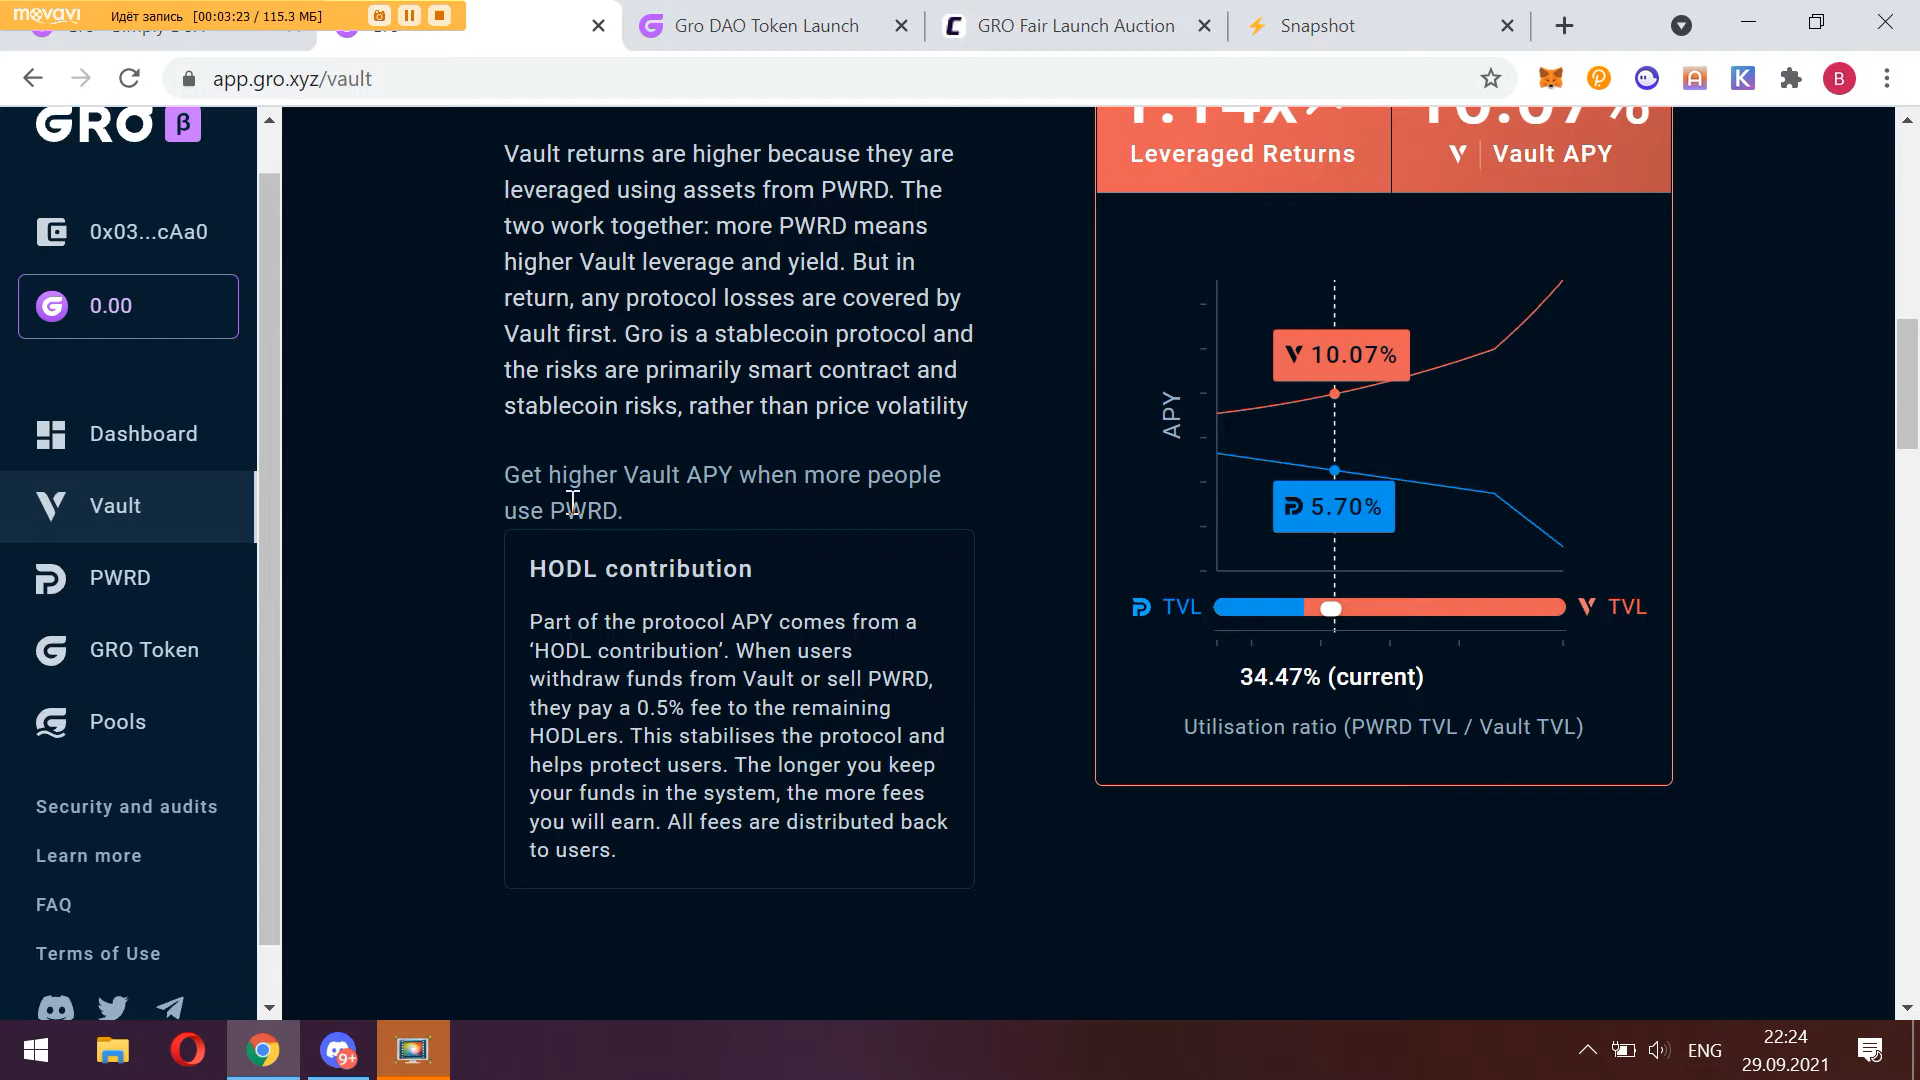 movavi
Идёт запись [00:03:23 / 115.3 МБ]
Gro DAO Token Launch
GRO Fair Launch Auction
Snapshot
app.gro.xyz/vault
B
GRO β
0x03...cAa0
0.00
Dashboard
Vault
PWRD
GRO Token
Pools
Security and audits
Learn more
FAQ
Terms of Use
Vault returns are higher because they are
leveraged using assets from PWRD. The
two work together: more PWRD means
higher Vault leverage and yield. But in
return, any protocol losses are covered by
Vault first. Gro is a stablecoin protocol and
the risks are primarily smart contract and
stablecoin risks, rather than price volatility
Get higher Vault APY when more people
use PWRD.
HODL contribution
Part of the protocol APY comes from a
‘HODL contribution’. When users
withdraw funds from Vault or sell PWRD,
they pay a 0.5% fee to the remaining
HODLers. This stabilises the protocol and
helps protect users. The longer you keep
your funds in the system, the more fees
you will earn. All fees are distributed back
to users.
1.14x
Leveraged Returns
10.07%
Vault APY
APY
10.07%
5.70%
TVL
TVL
34.47% (current)
Utilisation ratio (PWRD TVL / Vault TVL)
9+
ENG
22:24
29.09.2021